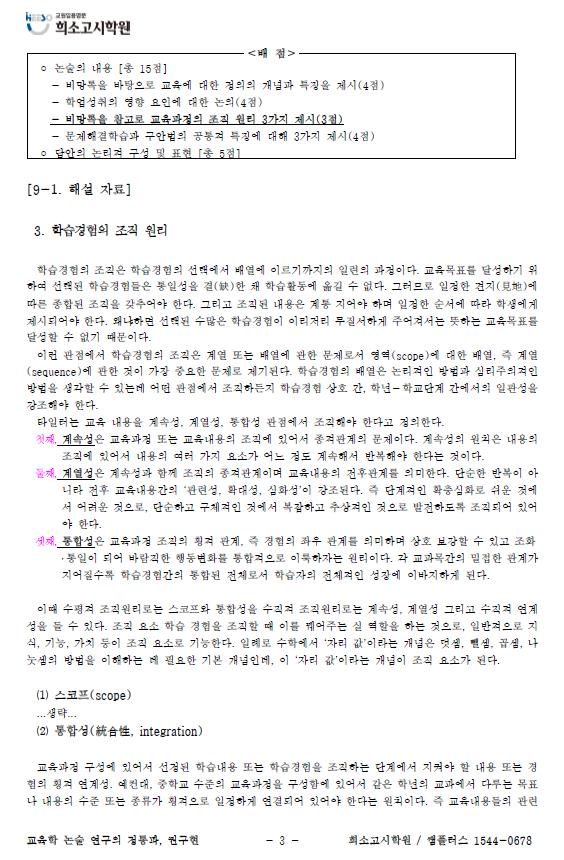 HEESO 교원임용명문
희소고시학원
<배 점>
○ 논술의 내용 [총 15점]
- 비망록을 바탕으로 교육에 대한 정의의 개념과 특징을 제시(4점)
- 학업성취의 영향 요인에 대한 논의(4점)
- 비망록을 참고로 교육과정의 조직 원리 3가지 제시(3점)
- 문제해결학습과 구안법의 공통적 특징에 대해 3가지 제시(4점)
○ 답안의 논리적 구성 및 표현 [총 5점]
[9-1. 해설 자료]
3. 학습경험의 조직 원리
학습경험의 조직은 학습경험의 선택에서 배열에 이르기까지의 일련의 과정이다. 교육목표를 달성하기 위
하여 선택된 학습경험들은 통일성을 결(缺)한 채 학습활동에 옮길 수 없다. 그러므로 일정한 견지(見地)에
따른 종합된 조직을 갖추어야 한다. 그리고 조직된 내용은 계통 지어야 하며 일정한 순서에 따라 학생에게
제시되어야 한다. 왜냐하면 선택된 수많은 학습경험이 이리저리 무질서하게 주어져서는 뜻하는 교육목표를
달성할 수 없기 때문이다.
이런 관점에서 학습경험의 조직은 계열 또는 배열에 관한 문제로서 영역(scope)에 대한 배열, 즉 계열
(sequence)에 관한 것이 가장 중요한 문제로 제기된다. 학습경험의 배열은 논리적인 방법과 심리주의적인
방법을 생각할 수 있는데 어떤 관점에서 조직하든지 학습경험 상호 간, 학년-학교단계 간에서의 일관성을
강조해야 한다.
타일러는 교육 내용을 계속성, 계열성, 통합성 관점에서 조직해야 한다고 정의한다.
첫째, 계속성은 교육과정 또는 교육내용의 조직에 있어서 종적관계의 문제이다. 계속성의 원칙은 내용의
조직에 있어서 내용의 여러 가지 요소가 어느 정도 계속해서 반복해야 한다는 것이다.
둘째, 계열성은 계속성과 함께 조직의 종적관계이며 교육내용의 전후관계를 의미한다. 단순한 반복이 아
니라 전후 교육내용간의 '관련성, 확대성, 심화성'이 강조된다. 즉 단계적인 확충심화로 쉬운 것에
서 어려운 것으로, 단순하고 구체적인 것에서 복잡하고 추상적인 것으로 발전하도록 조직되어 있어
야 한다.
셋째, 통합성은 교육과정 조직의 횡적 관계, 즉 경험의 좌우 관계를 의미하며 상호 보강할 수 있고 조화
·통일이 되어 바람직한 행동변화를 통합적으로 이룩하자는 원리이다. 각 교과목간의 밀접한 관계가
지어질수록 학습경험간의 통합된 전체로서 학습자의 전체적인 성장에 이바지하게 된다.
이때 수평적 조직원리로는 스코프와 통합성을 수직적 조직원리로는 계속성, 계열성 그리고 수직적 연계
성을 들 수 있다. 조직 요소 학습 경험을 조직할 때 이를 꿰어주는 실 역할을 하는 것으로, 일반적으로 지
식, 기능, 가치 등이 조직 요소로 기능한다. 일례로 수학에서 '자리 값'이라는 개념은 덧셈, 뺄셈, 곱셈, 나
눗셈의 방법을 이해하는 데 필요한 기본 개념인데, 이 '자리 값'이라는 개념이 조직 요소가 된다.
⑴ 스코프(scope)
...생략...
⑵ 통합성(統合性, integration)
교육과정 구성에 있어서 선정된 학습내용 또는 학습경험을 조직하는 단계에서 지켜야 할 내용 또는 경
험의 횡적 연계성. 예컨대, 중학교 수준의 교육과정을 구성함에 있어서 같은 학년의 교과에서 다루는 목표
나 내용의 수준 또는 종류가 횡적으로 일정하게 연결되어 있어야 한다는 원칙이다. 즉 교육내용들의 관련
교육학 논술 연구의 정통파, 권구현 - 3 - 희소고시학원 / 쌤플러스 1544-0678